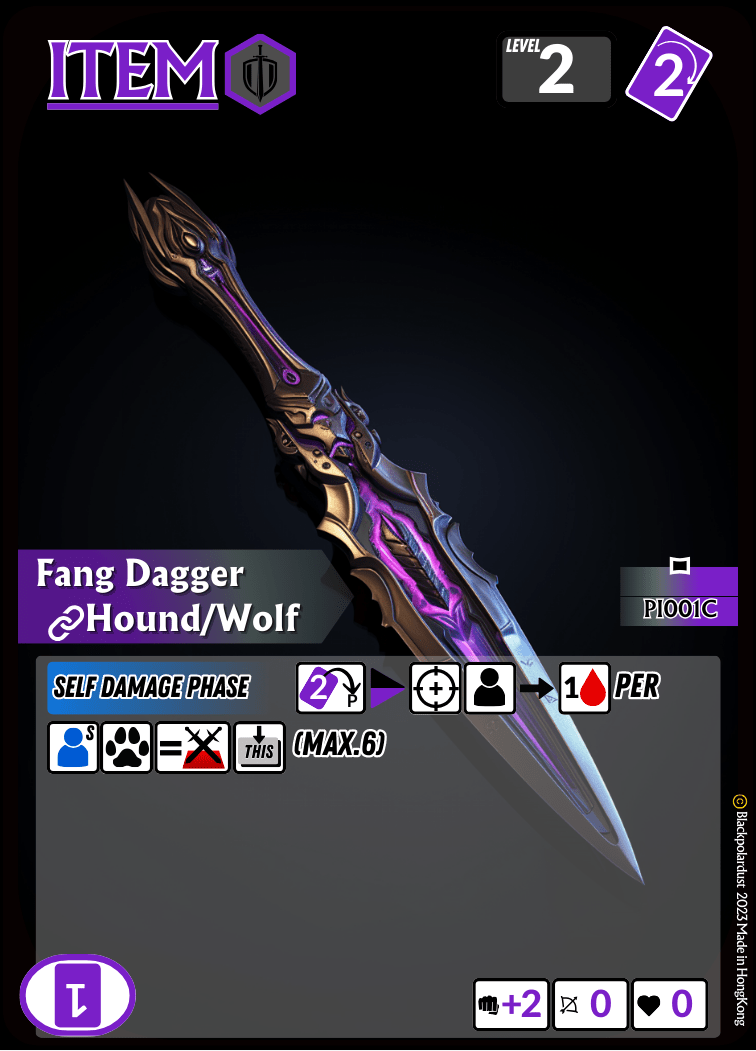 ITEM
LEVEL 2
2
Fang Dagger
Hound/Wolf
PI001C
SELF DAMAGE PHASE 2 P 1 PER
S = THIS (MAX.6)
© Blackpolardust 2023 Made in HongKong
1
+2 0 0